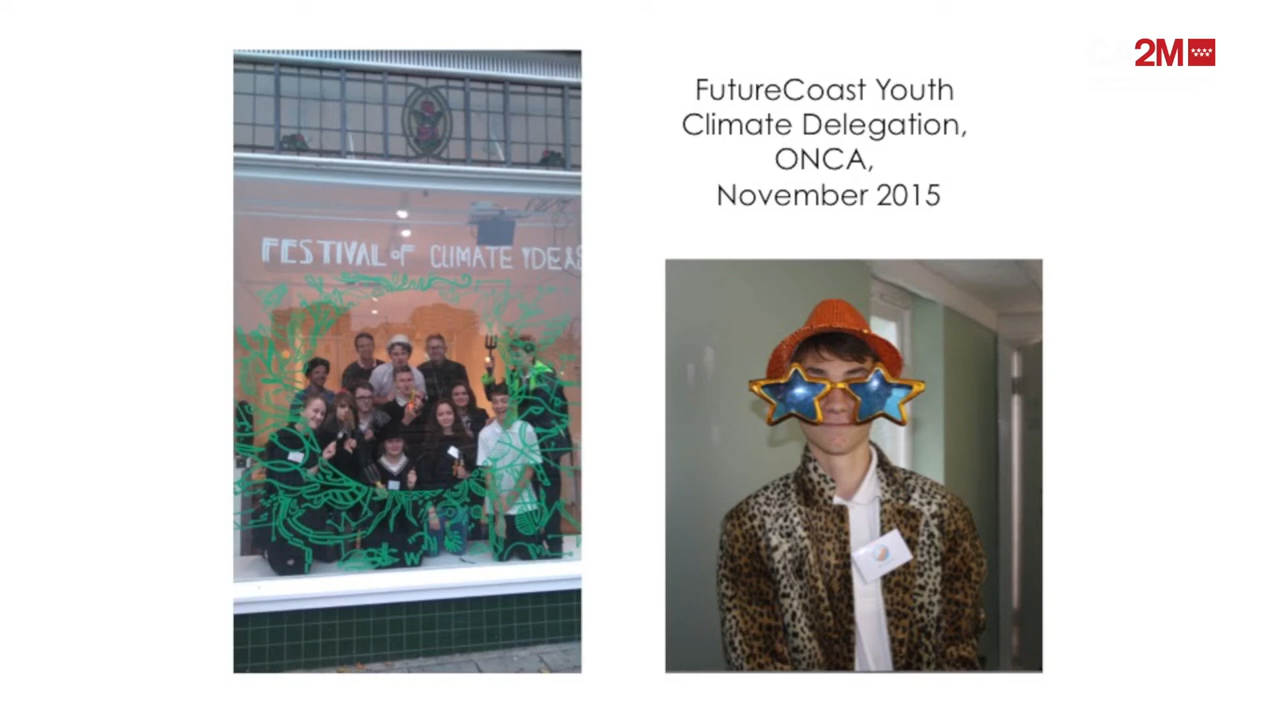 2M
FutureCoast Youth
Climate Delegation,
ONCA,
November 2015
FESTIVAL OF CLIMATE IDEAS